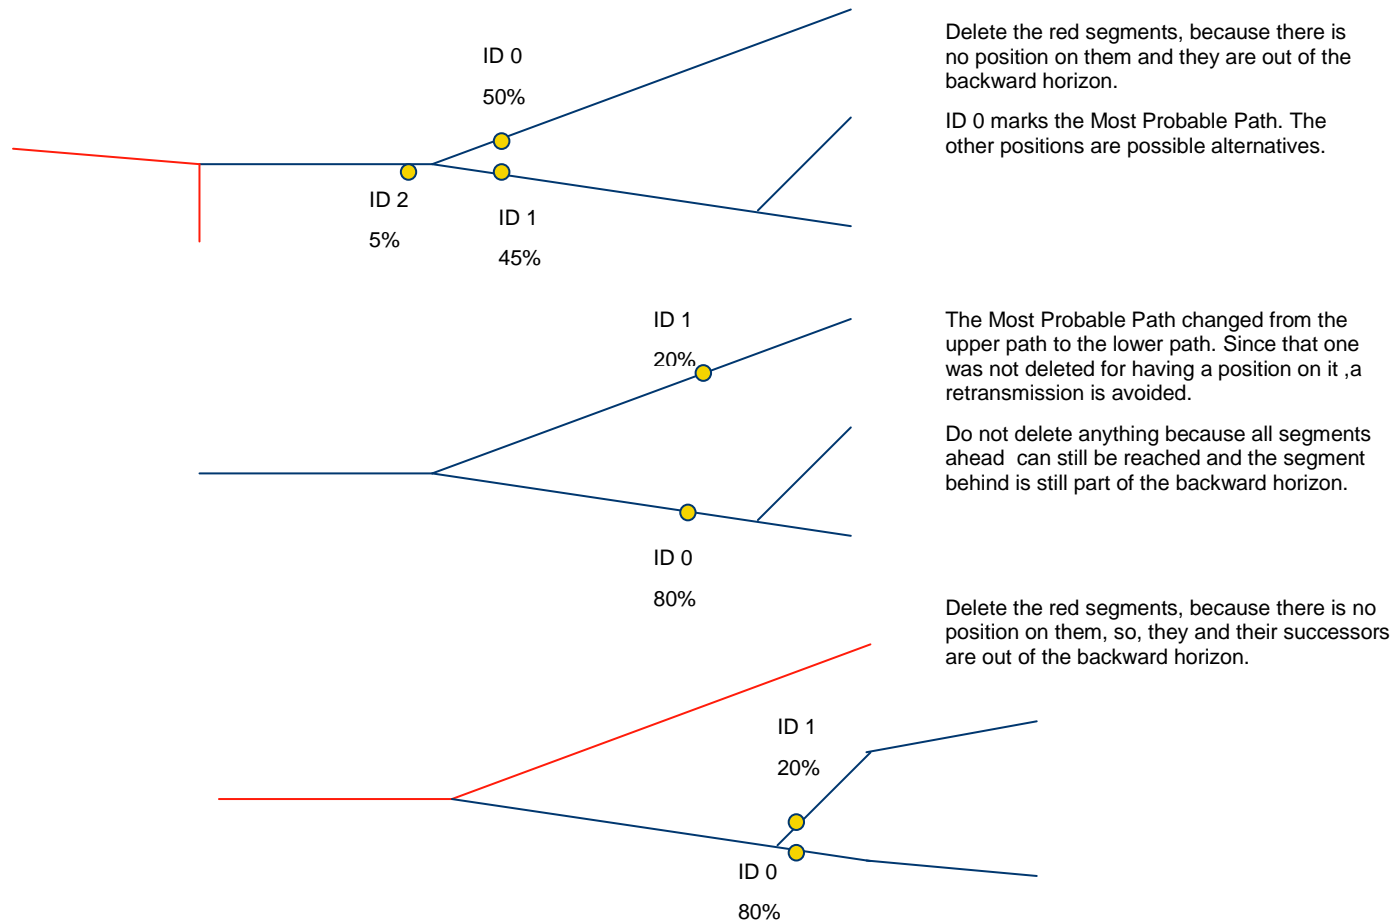 ID 0
50%
ID 2
5%
ID 1
45%
Delete the red segments, because there is
no position on them and they are out of the
backward horizon.
ID 0 marks the Most Probable Path. The
other positions are possible alternatives.
ID 1
20%
ID 0
80%
The Most Probable Path changed from the
upper path to the lower path. Since that one
was not deleted for having a position on it ,a
retransmission is avoided.
Do not delete anything because all segments
ahead  can still be reached and the segment
behind is still part of the backward horizon.
ID 1
20%
ID 0
80%
Delete the red segments, because there is no
position on them, so, they and their successors
are out of the backward horizon.